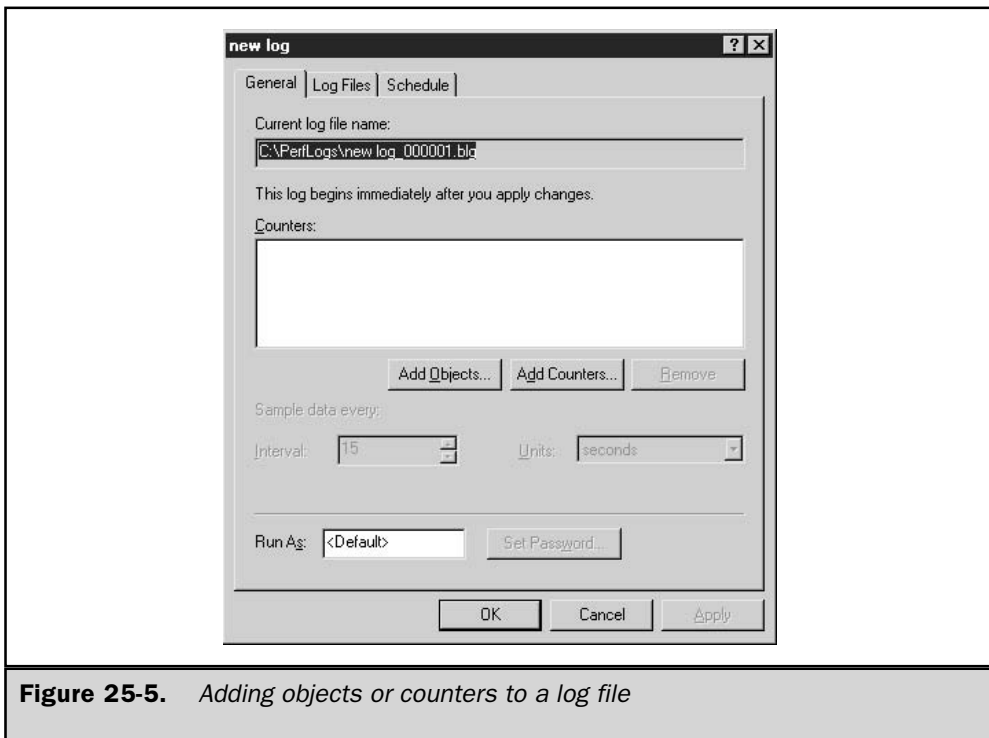 new log
General Log Files Schedule
Current log file name:
C:\PerfLogs\new log_000001.blg
This log begins immediately after you apply changes.
Counters:
Add Objects... Add Counters... Remove
Sample data every:
Interval: 15 Units: seconds
Run As: <Default> Set Password...
OK Cancel Apply
Figure 25-5. Adding objects or counters to a log file